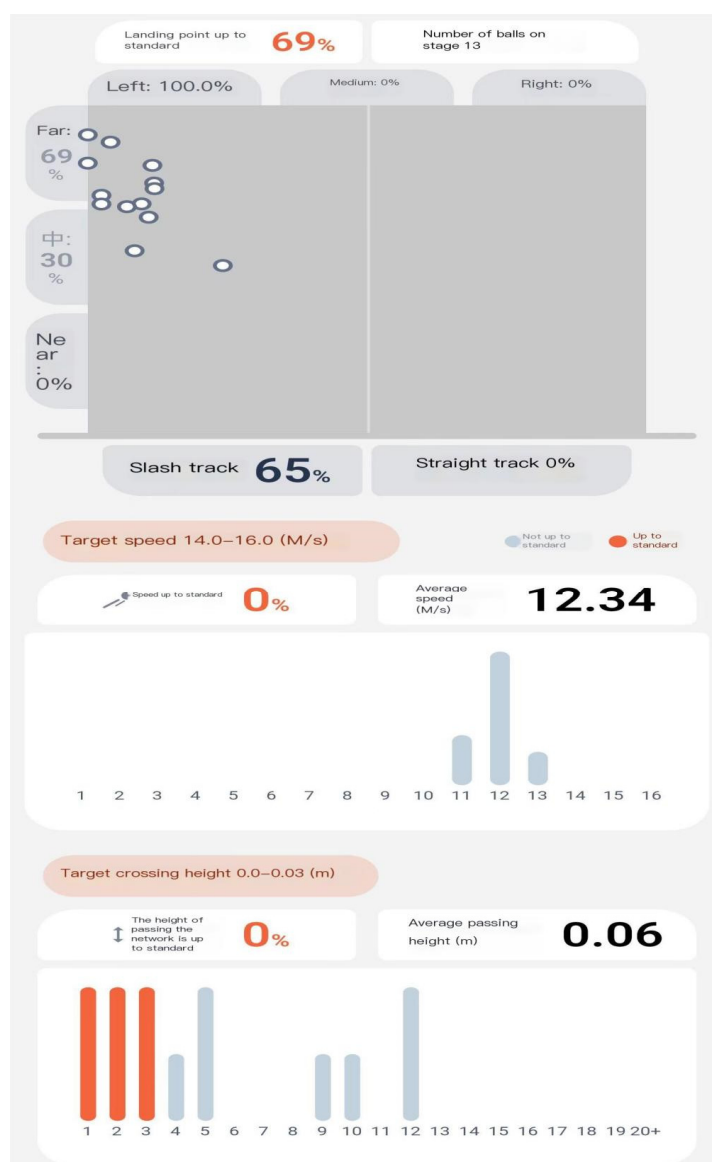 Landing point up to
standard
69%
Number of balls on
stage 13
Left: 100.0%
Medium: 0%
Right: 0%
Far:
69
%
中:
30
%
Ne
ar
:
0%
Slash track 65%
Straight track 0%
Target speed 14.0–16.0 (M/s)
Not up to
standard
Up to
standard
Speed up to standard
0%
Average
speed
(M/s)
12.34
1 2 3 4 5 6 7 8 9 10 11 12 13 14 15 16
Target crossing height 0.0–0.03 (m)
The height of
passing the
network is up
to standard
0%
Average passing
height (m)
0.06
1 2 3 4 5 6 7 8 9 10 11 12 13 14 15 16 17 18 19 20+